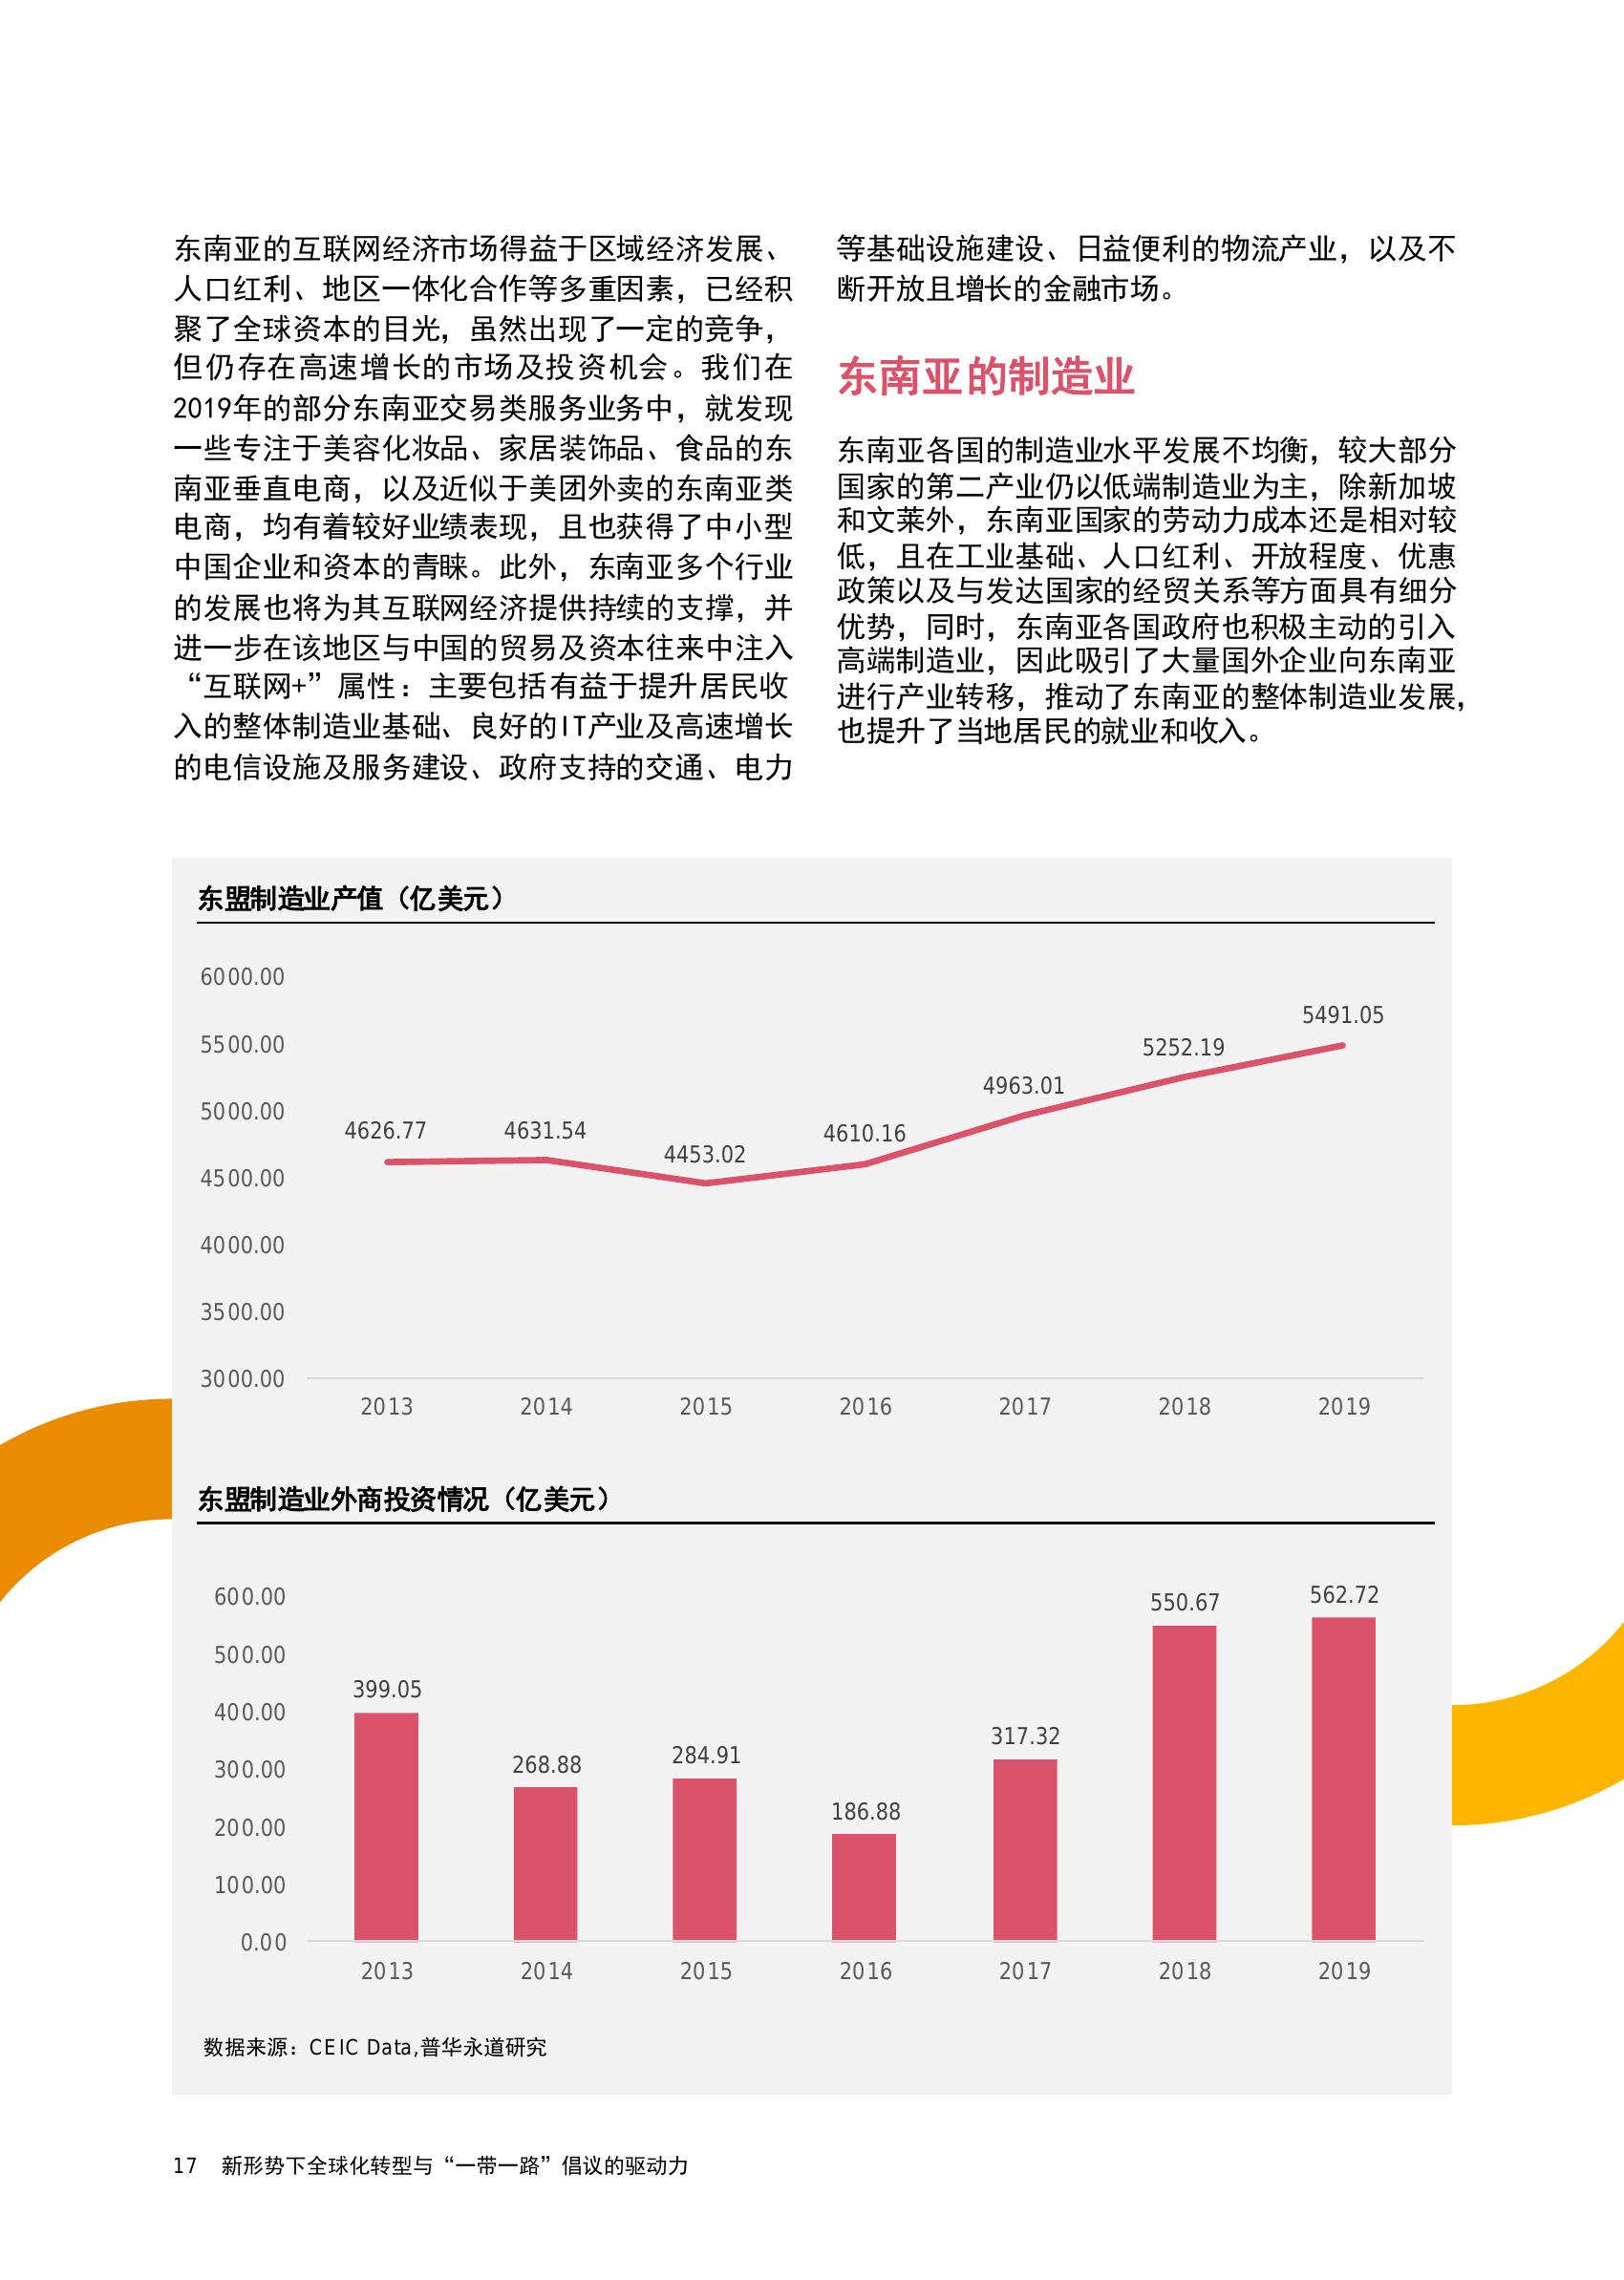 东南亚的互联网经济市场得益于区域经济发展、
人口红利、地区一体化合作等多重因素，已经积
聚了全球资本的目光，虽然出现了一定的竞争，
但仍存在高速增长的市场及投资机会。我们在
2019年的部分东南亚交易类服务业务中，就发现
一些专注于美容化妆品、家居装饰品、食品的东
南亚垂直电商，以及近似于美团外卖的东南亚类
电商，均有着较好业绩表现，且也获得了中小型
中国企业和资本的青睐。此外，东南亚多个行业
的发展也将为其互联网经济提供持续的支撑，并
进一步在该地区与中国的贸易及资本往来中注入
“互联网+”属性：主要包括有益于提升居民收
入的整体制造业基础、良好的IT产业及高速增长
的电信设施及服务建设、政府支持的交通、电力
等基础设施建设、日益便利的物流产业，以及不
断开放且增长的金融市场。
东南亚的制造业
东南亚各国的制造业水平发展不均衡，较大部分
国家的第二产业仍以低端制造业为主，除新加坡
和文莱外，东南亚国家的劳动力成本还是相对较
低，且在工业基础、人口红利、开放程度、优惠
政策以及与发达国家的经贸关系等方面具有细分
优势，同时，东南亚各国政府也积极主动的引入
高端制造业，因此吸引了大量国外企业向东南亚
进行产业转移，推动了东南亚的整体制造业发展，
也提升了当地居民的就业和收入。
东盟制造业产值（亿美元）
6000.00
5500.00
5000.00
4500.00
4000.00
3500.00
3000.00
4626.77
4631.54
4453.02
4610.16
4963.01
5252.19
5491.05
2013
2014
2015
2016
2017
2018
2019
东盟制造业外商投资情况（亿美元）
600.00
500.00
400.00
300.00
200.00
100.00
0.00
399.05
268.88
284.91
186.88
317.32
550.67
562.72
2013
2014
2015
2016
2017
2018
2019
数据来源：CEIC Data,普华永道研究
17 新形势下全球化转型与“一带一路”倡议的驱动力